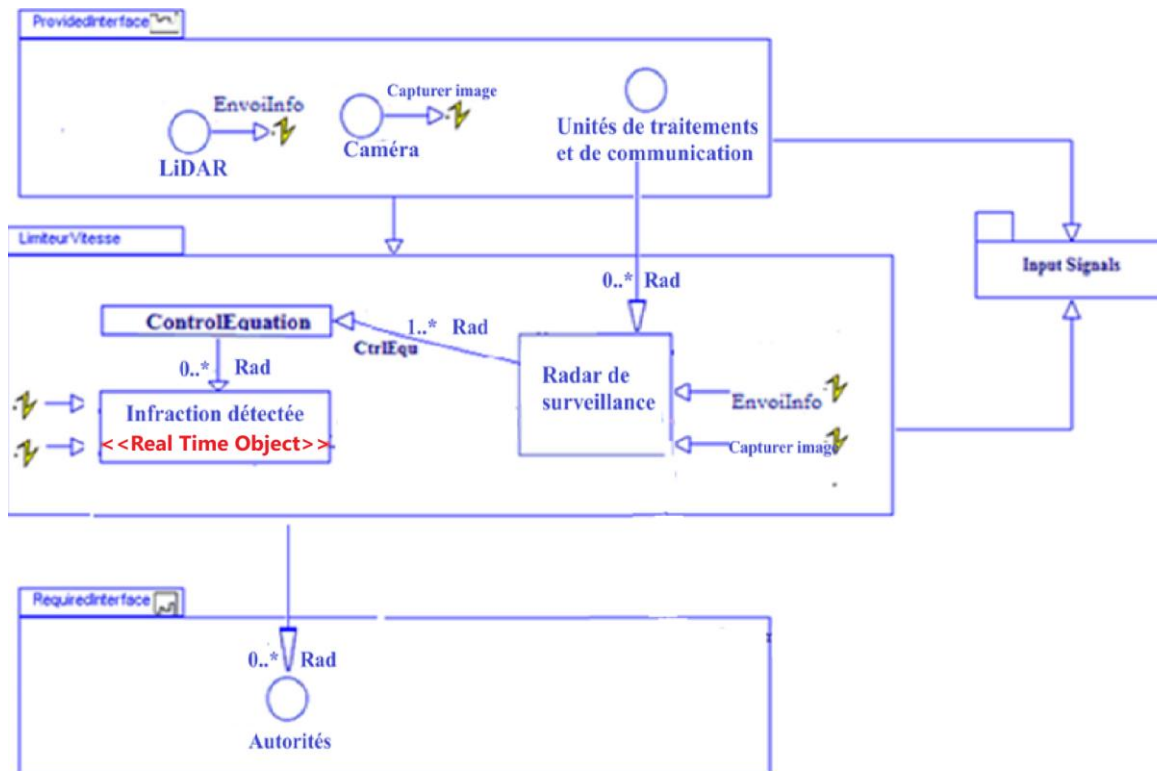 ProvidedInterface
EnvoiInfo
LiDAR
Capturer image
Caméra
Unités de traitements
et de communication
LimiteurVitesse
Input Signals
0..* Rad
ControlEquation
1..* Rad
CtrlEqu
0..* Rad
Radar de
surveillance
EnvoiInfo
Capturer image
Infraction détectée
<<Real Time Object>>
RequiredInterface
0..* Rad
Autorités